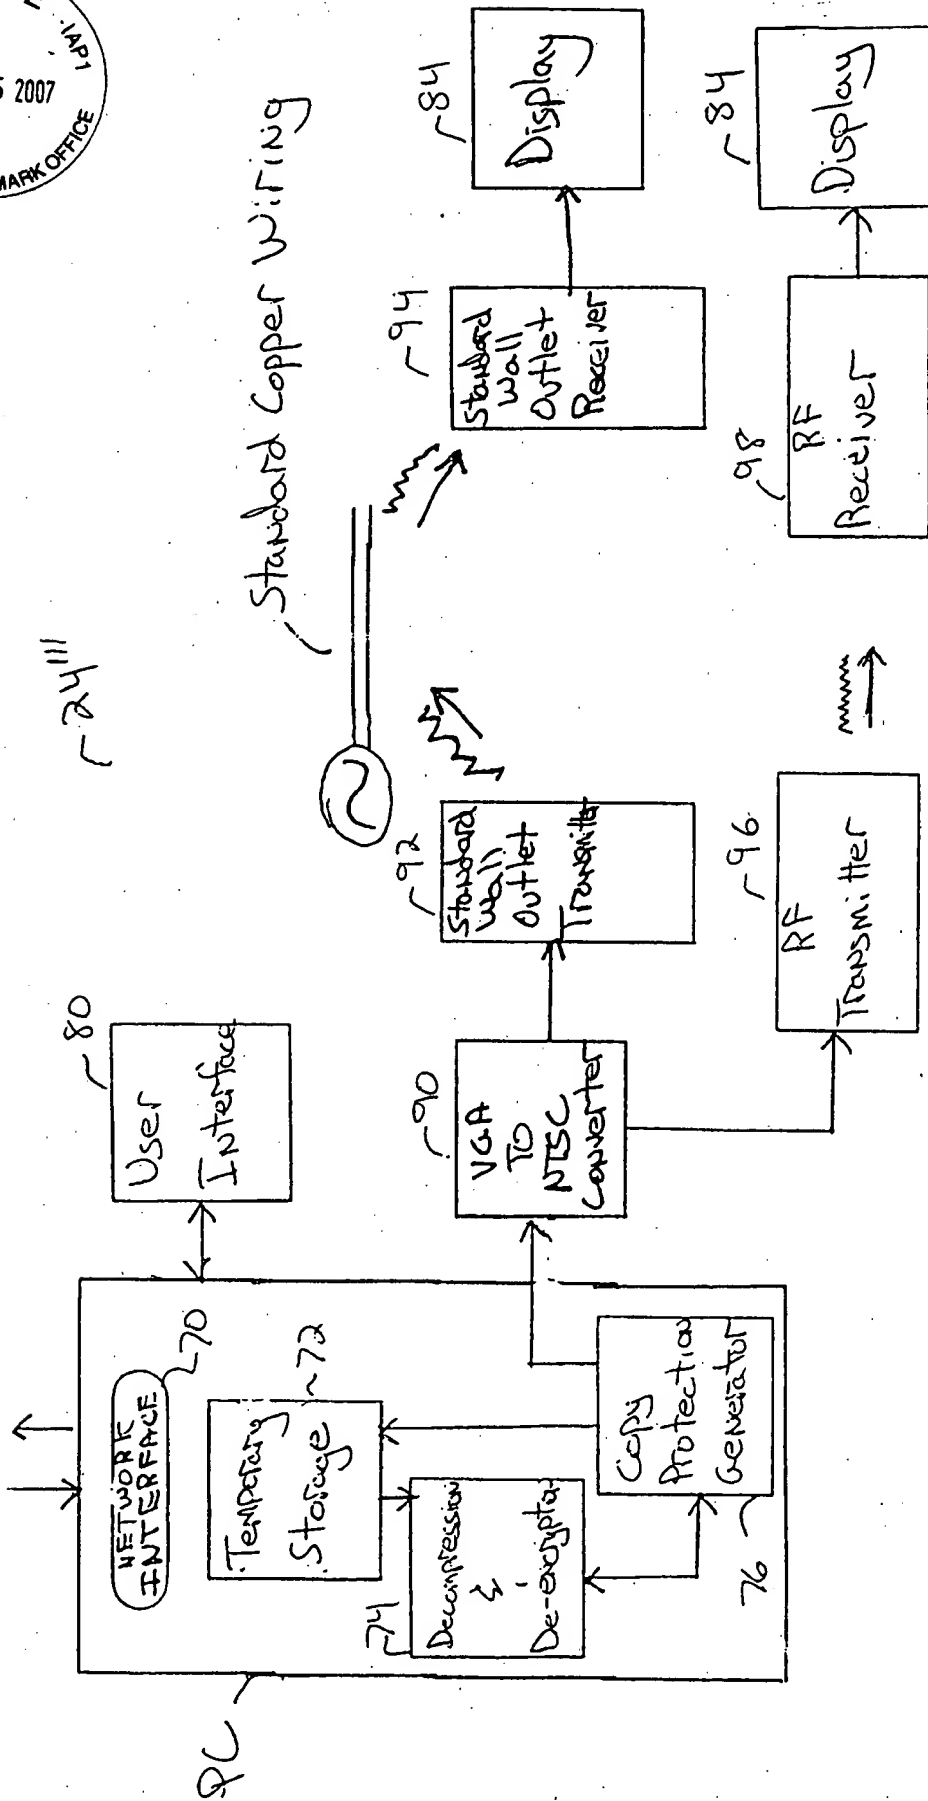 IAP1
2007
MARK OFFICE
24'''
Standard Copper Wiring
PC
NETWORK
INTERFACE
70
Temporary
Storage
72
74
Decompression
&
De-encryption
Copy
Protection
Generator
76
User
Interface
80
VGA
TO
NTSC
Converter
90
Standard
Wall
Outlet
Transmitter
92
RF
Transmitter
96
Standard
Wall
Outlet
Receiver
94
RF
Receiver
98
Display
84
Display
84